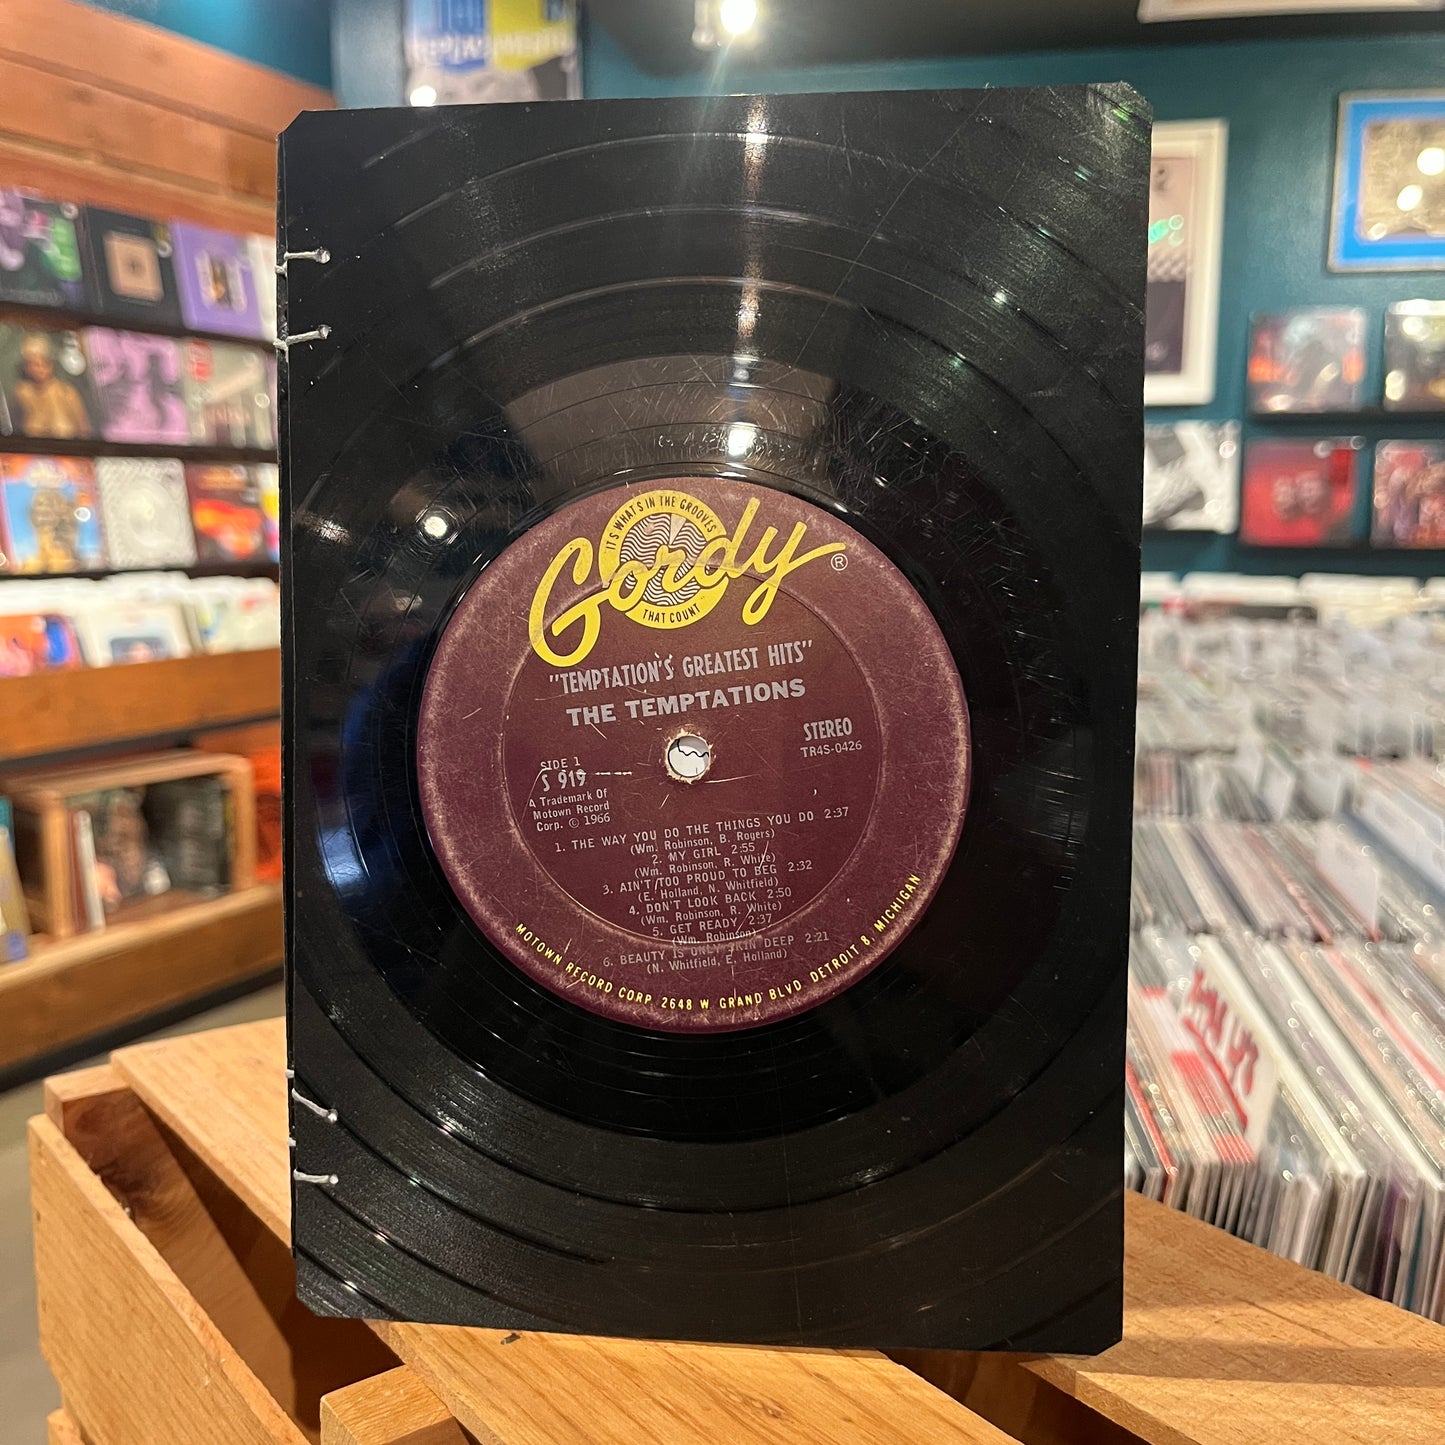 IT'S WHAT'S IN THE GROOVES
Gordy ®
THAT COUNT
"TEMPTATION'S GREATEST HITS"
THE TEMPTATIONS
STEREO
TR4S-0426
SIDE 1
S 919
A Trademark Of
Motown Record
Corp. © 1966
1. THE WAY YOU DO THE THINGS YOU DO 2:37
(Wm. Robinson, B. Rogers)
2. MY GIRL 2:55
(Wm. Robinson, R. White)
3. AIN'T TOO PROUD TO BEG 2:32
(E. Holland, N. Whitfield)
4. DON'T LOOK BACK 2:50
(Wm. Robinson, R. White)
5. GET READY 2:37
(Wm. Robinson)
6. BEAUTY IS ONLY SKIN DEEP 2:21
(N. Whitfield, E. Holland)
MOTOWN RECORD CORP. 2648 W. GRAND BLVD. DETROIT 8, MICHIGAN